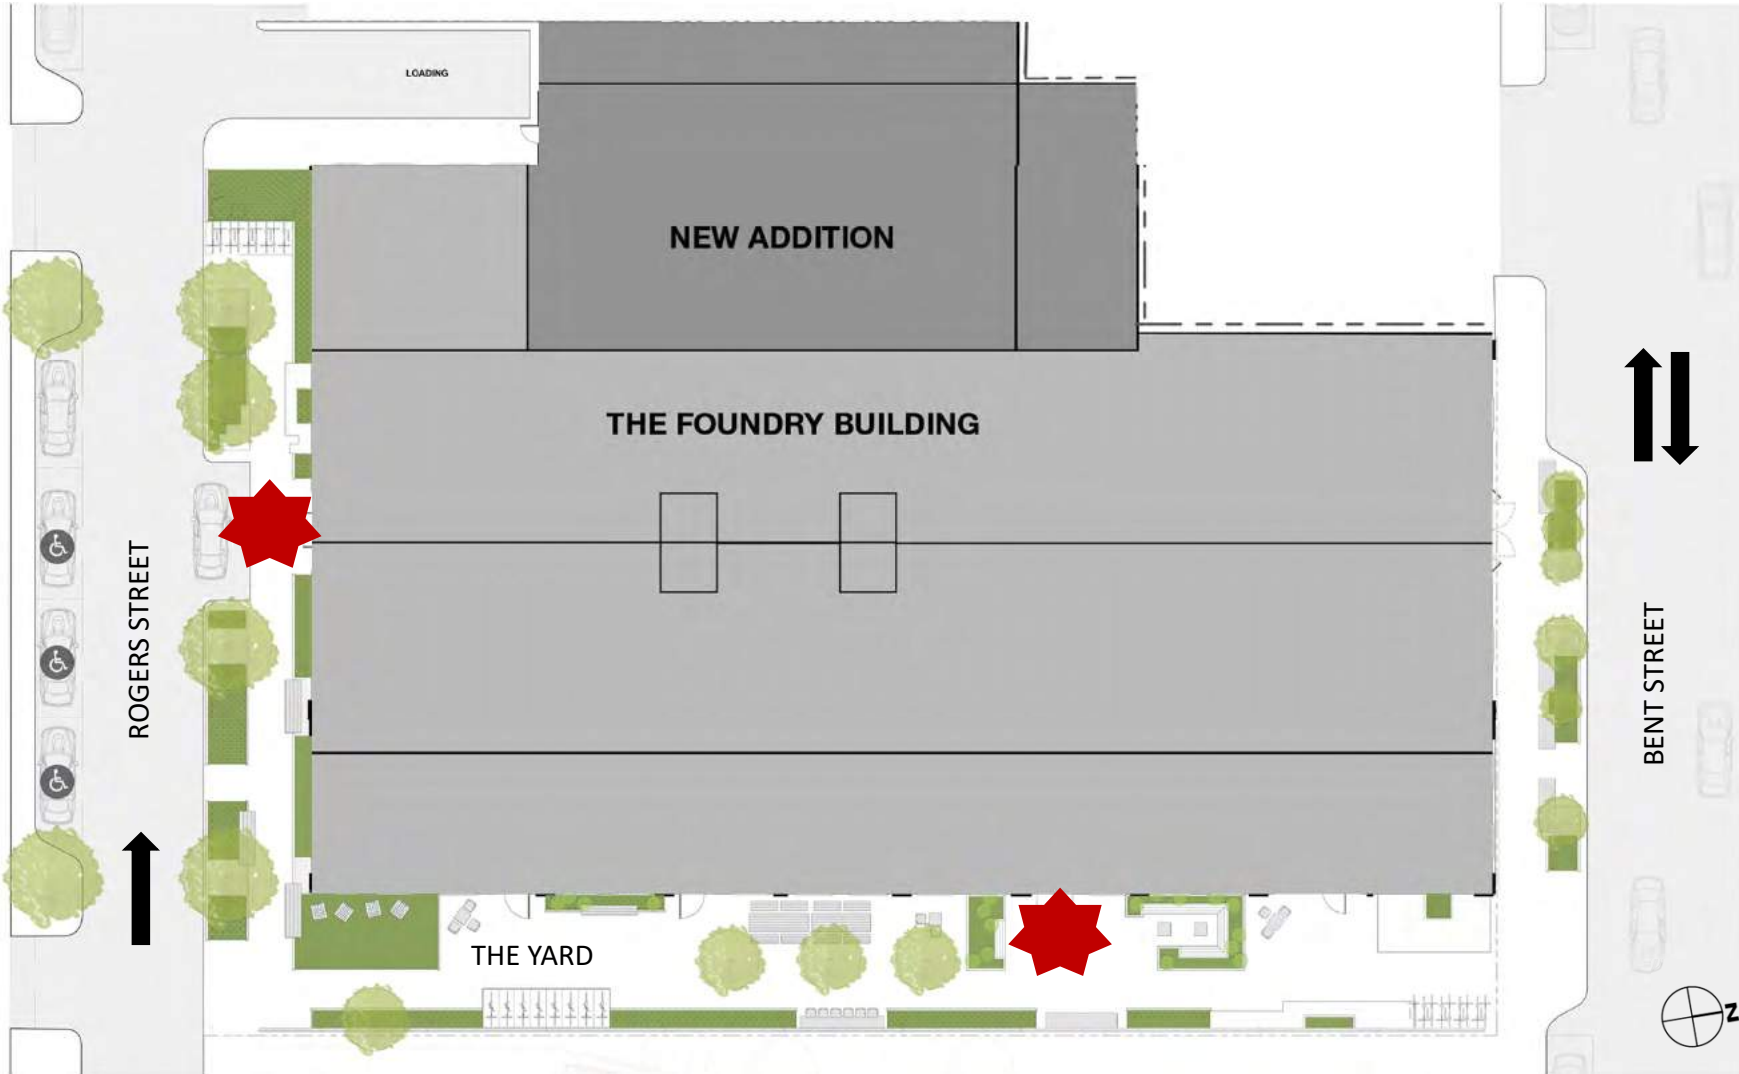 LOADING
NEW ADDITION
THE FOUNDRY BUILDING
ROGERS STREET
BENT STREET
THE YARD
Z